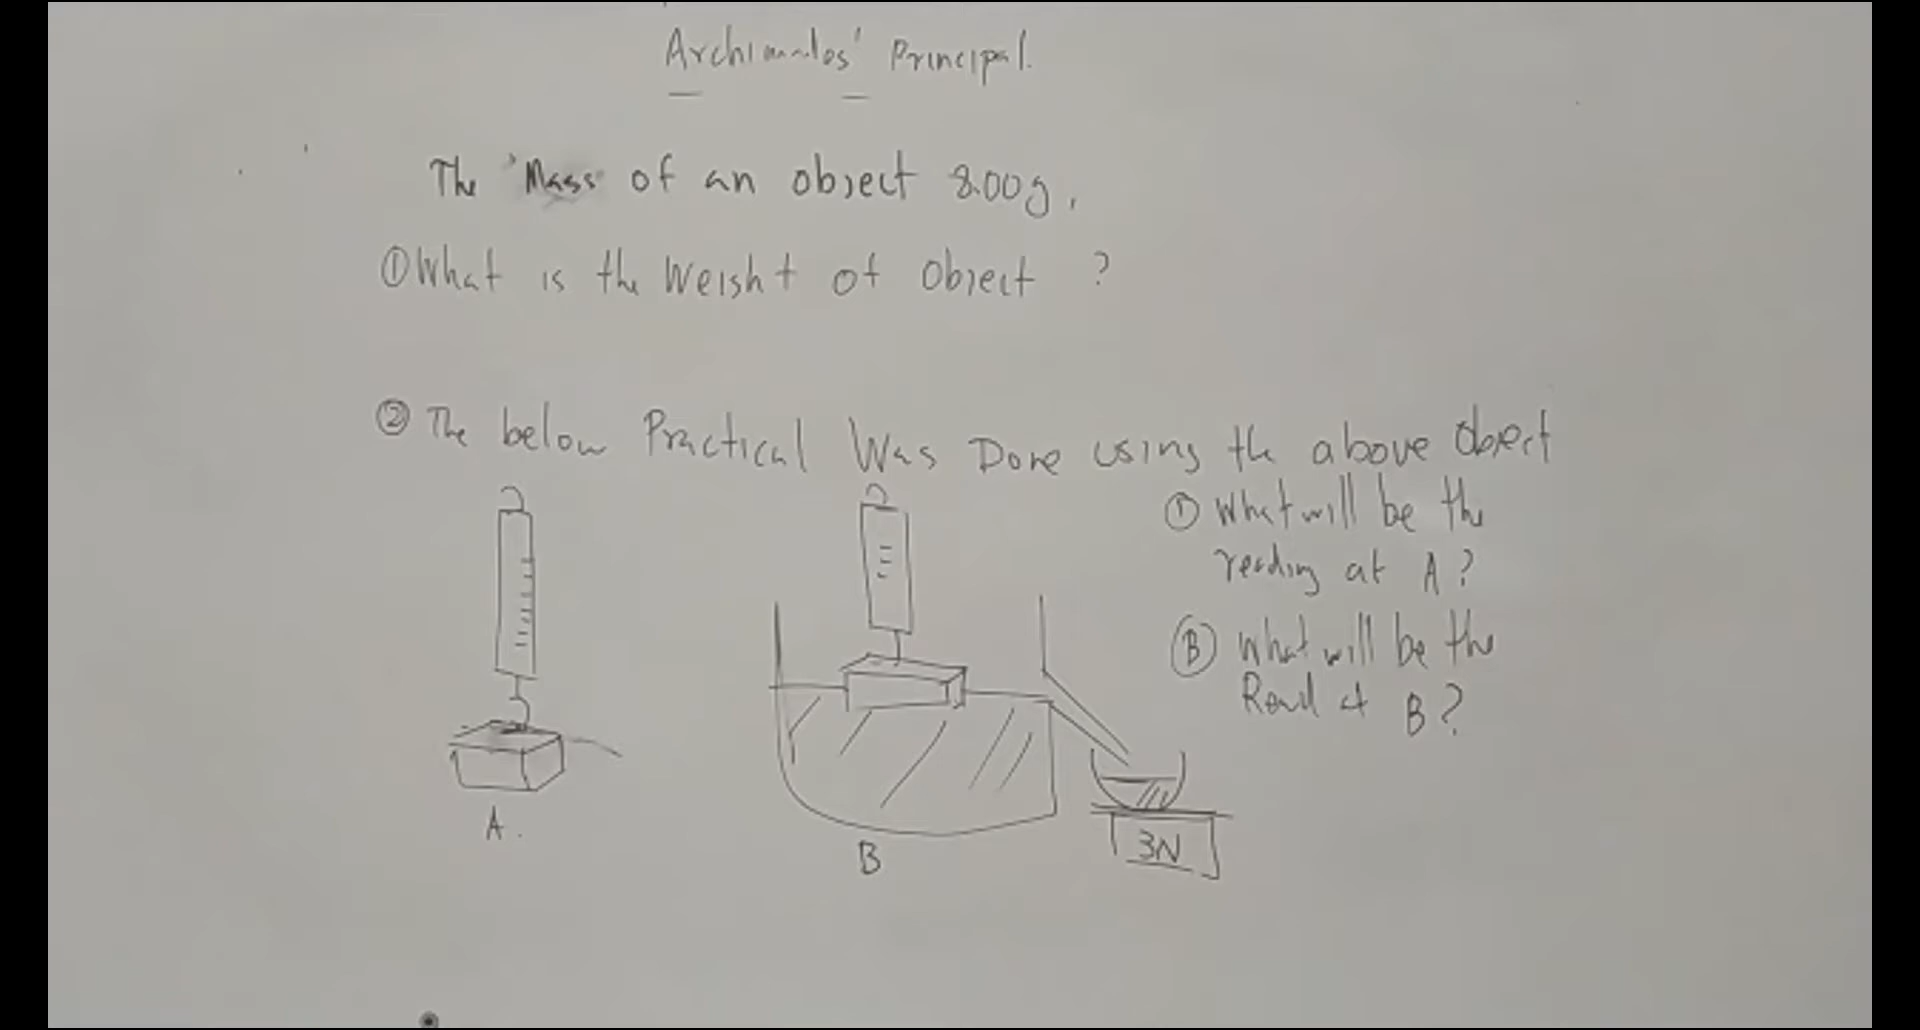 Archimedes' Principal.
The Mass of an object 800g.
① What is the Weight of Object ?
② The below Practical Was Done using the above Object
① What will be the
reading at A?
Ⓑ What will be the
Read at B?
A.
B
3N